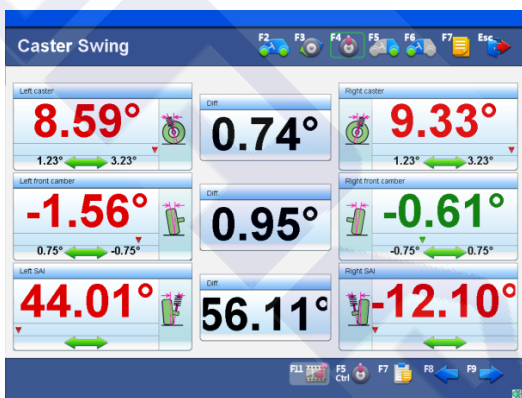 Caster Swing
F2 F3 F4 F5 F6 F7 Esc
Left caster
8.59°
1.23° 3.23°
Diff.
0.74°
Right caster
9.33°
1.23° 3.23°
Left front camber
-1.56°
0.75° -0.75°
Diff.
0.95°
Right front camber
-0.61°
-0.75° 0.75°
Left SAI
44.01°
Diff.
56.11°
Right SAI
-12.10°
F11 F5 Ctrl F7 F8 F9